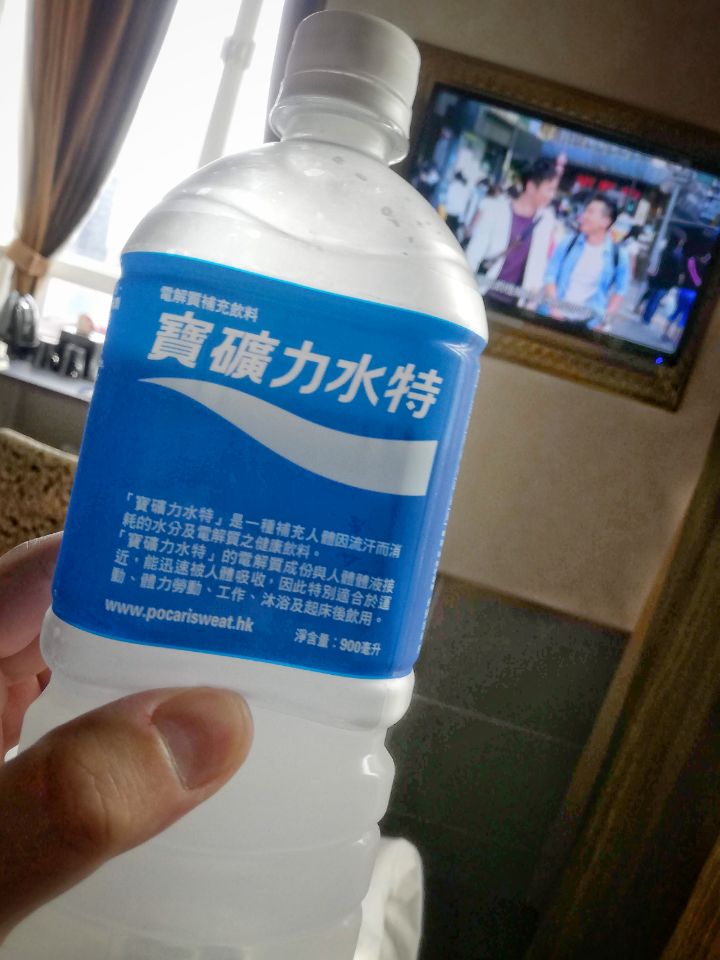 電解質補充飲料
寶礦力水特
「寶礦力水特」是一種補充人體因流汗而消
耗的水分及電解質之健康飲料。
「寶礦力水特」的電解質成份與人體體液接
近，能迅速被人體吸收，因此特別適合於運
動、體力勞動、工作、沐浴及起床後飲用。
www.pocarisweat.hk
淨含量：900毫升